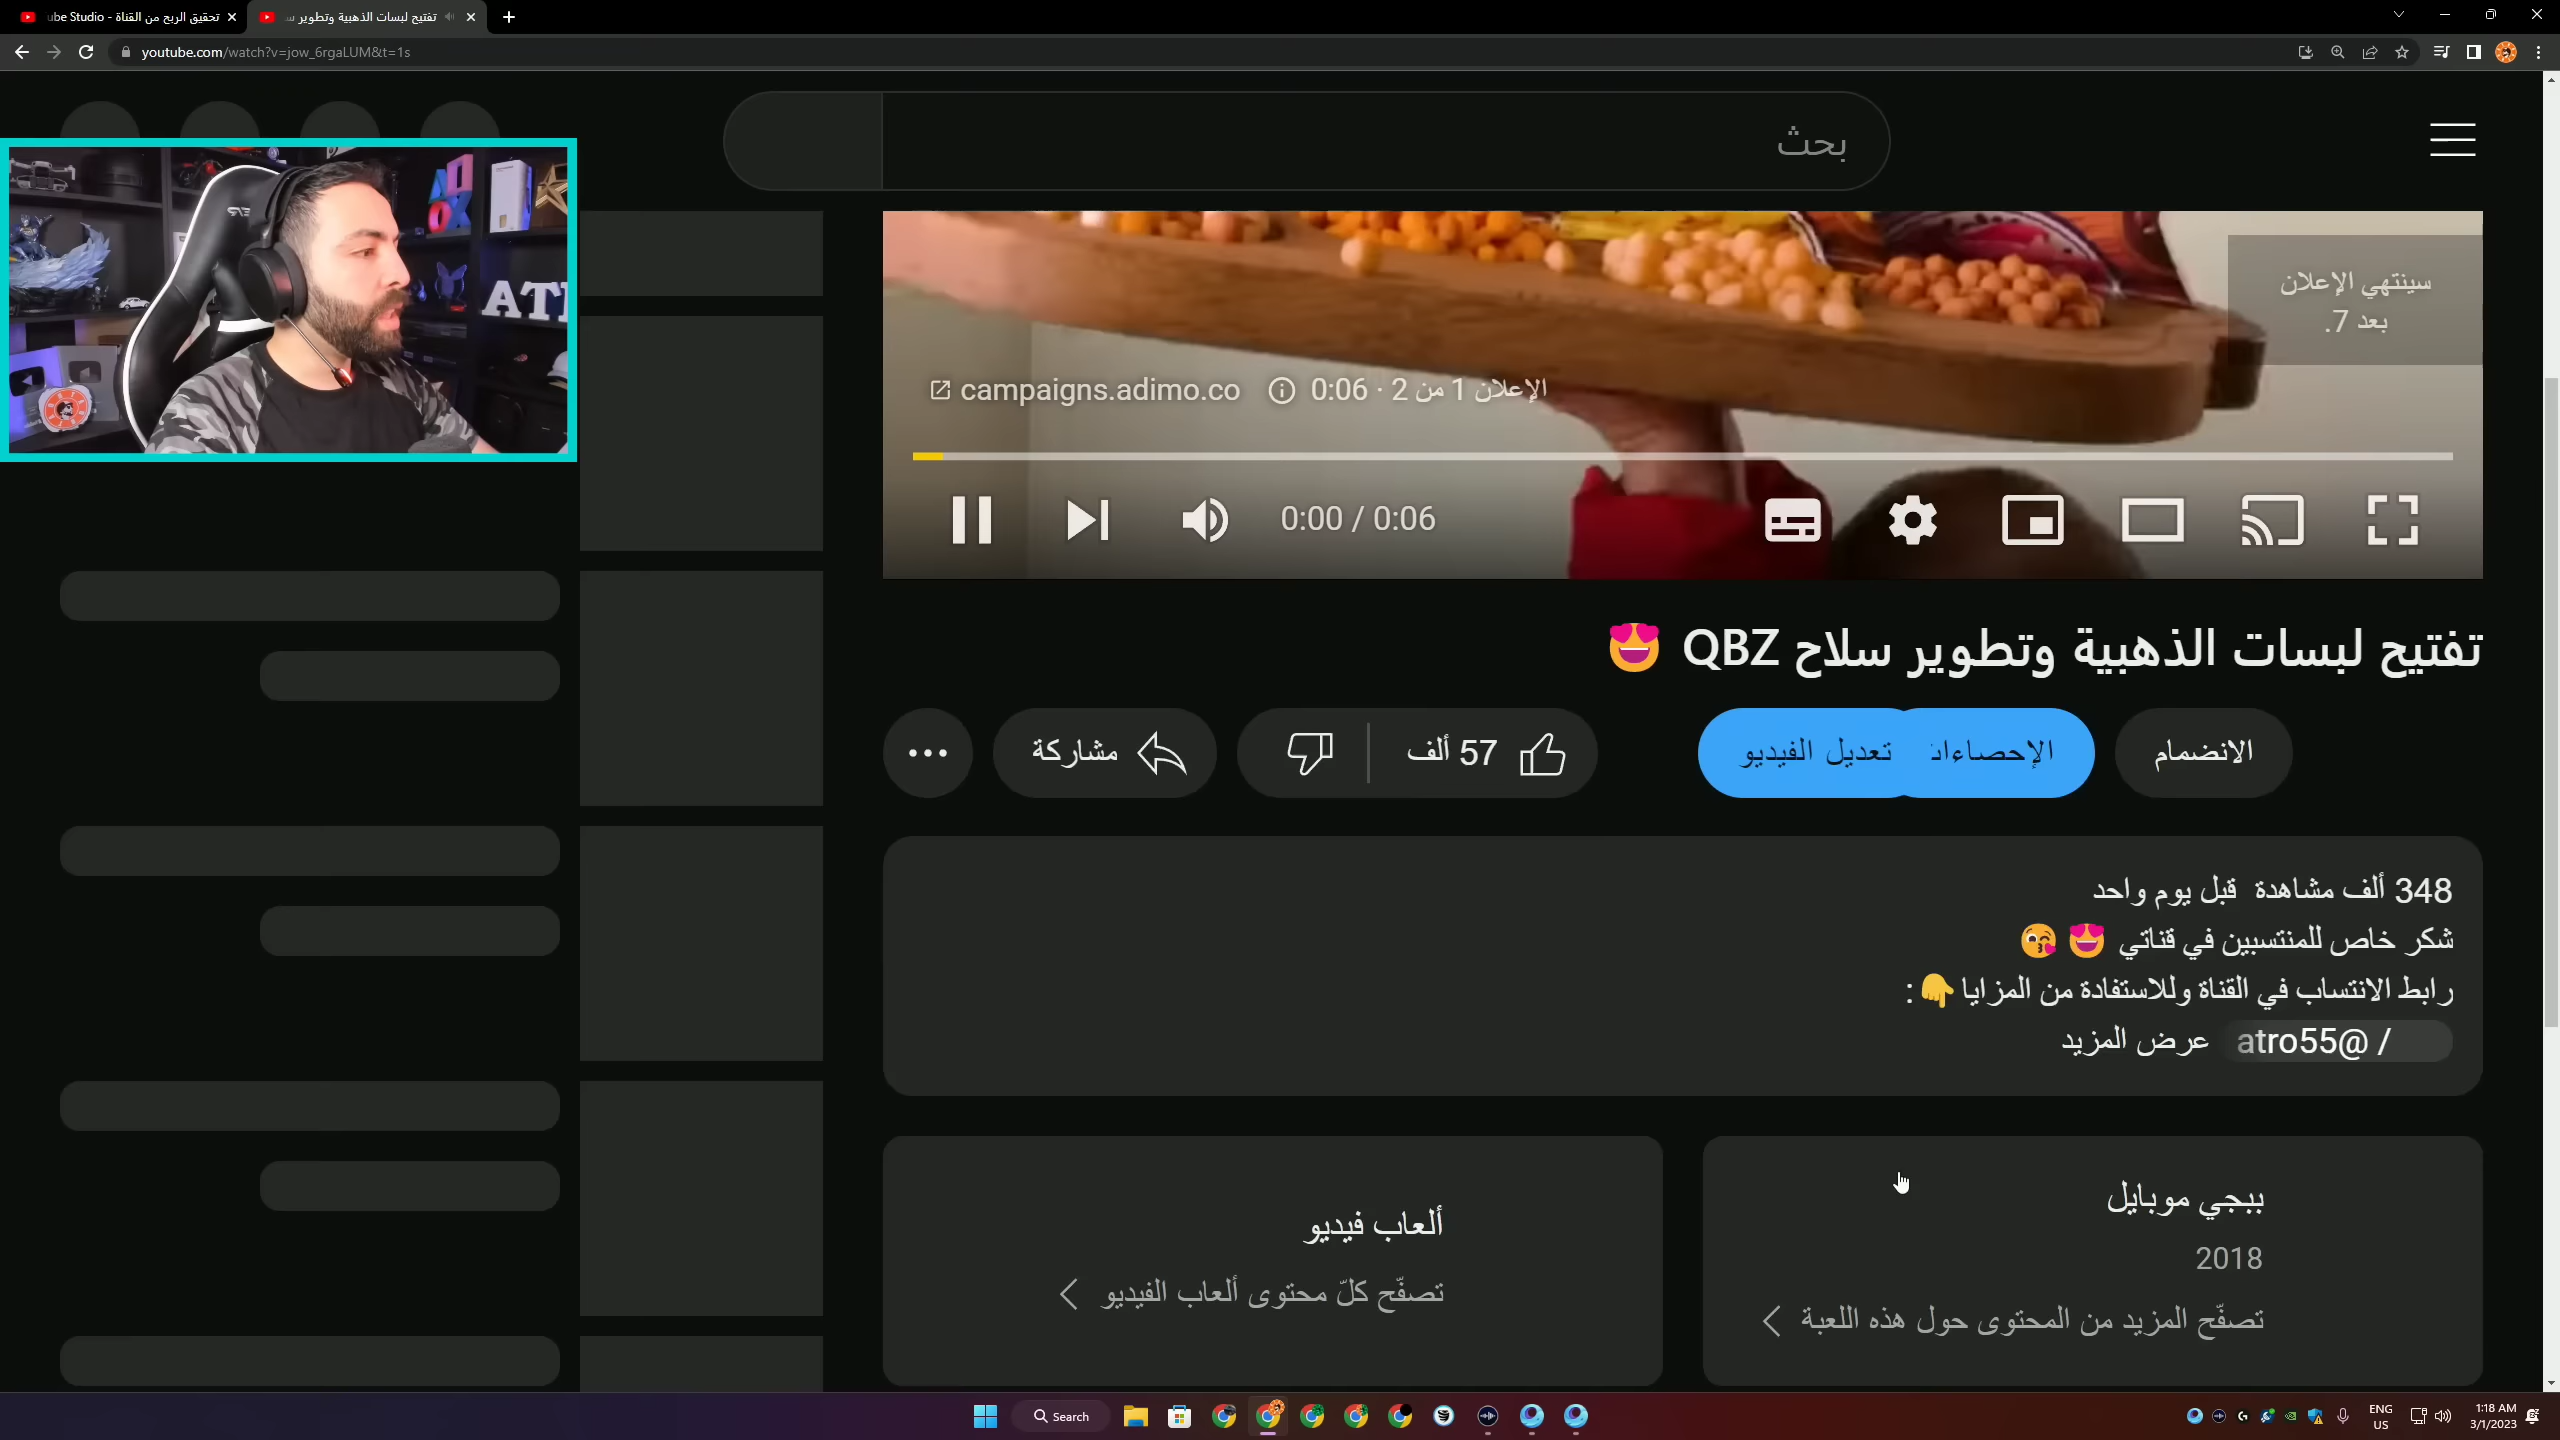 ube Studio - تحقيق الربح من القناة
تفتيح لبسات الذهبية وتطوير س
youtube.com/watch?v=jow_6rgaLUM&t=1s
بحث
سينتهي الإعلان
بعد 7.
campaigns.adimo.co
الإعلان 1 من 2 · 0:06
0:00 / 0:06
تفتيح لبسات الذهبية وتطوير سلاح QBZ 😍
الانضمام
الإحصاءات
تعديل الفيديو
57 ألف
مشاركة
348 ألف مشاهدة قبل يوم واحد
شكر خاص للمنتسبين في قناتي 😍 😘
رابط الانتساب في القناة وللاستفادة من المزايا 👇:
/ @atro55 عرض المزيد
ببجي موبايل
2018
تصفّح المزيد من المحتوى حول هذه اللعبة
ألعاب فيديو
تصفّح كلّ محتوى ألعاب الفيديو
Search
ENG
US
1:18 AM
3/1/2023